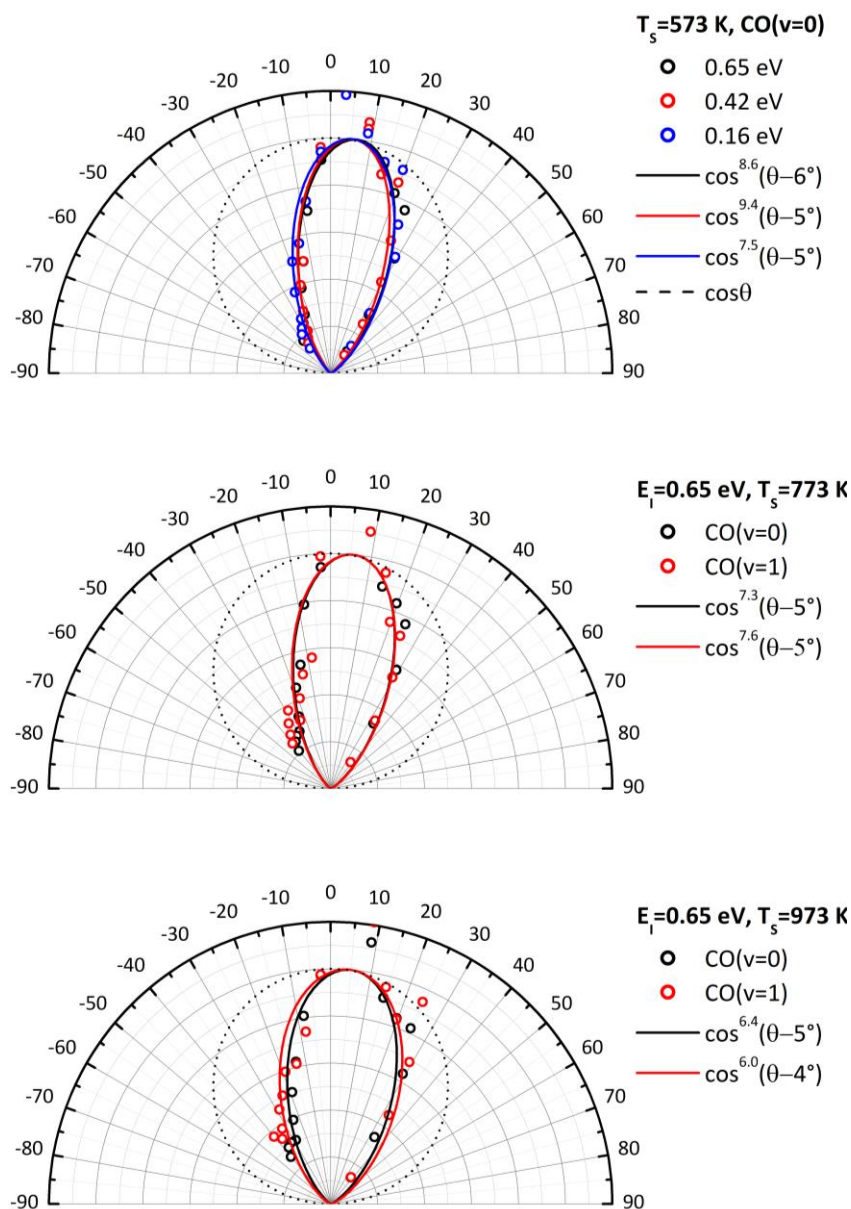 T_S=573 K, CO(v=0)
0.65 eV
0.42 eV
0.16 eV
cos^8.6(θ−6°)
cos^9.4(θ−5°)
cos^7.5(θ−5°)
cosθ
-90 -80 -70 -60 -50 -40 -30 -20 -10 0 10 20 30 40 50 60 70 80 90
E_I=0.65 eV, T_S=773 K
CO(v=0)
CO(v=1)
cos^7.3(θ−5°)
cos^7.6(θ−5°)
-90 -80 -70 -60 -50 -40 -30 -20 -10 0 10 20 30 40 50 60 70 80 90
E_I=0.65 eV, T_S=973 K
CO(v=0)
CO(v=1)
cos^6.4(θ−5°)
cos^6.0(θ−4°)
-90 -80 -70 -60 -50 -40 -30 -20 -10 0 10 20 30 40 50 60 70 80 90